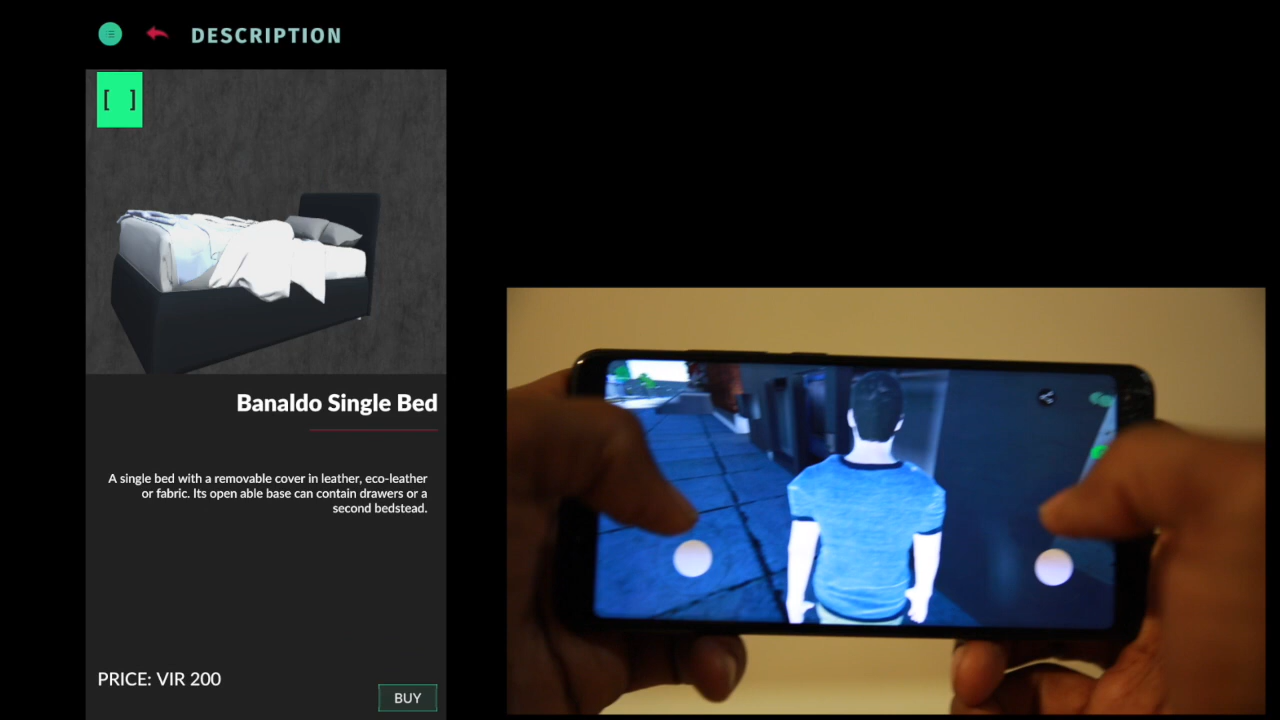 DESCRIPTION
[ ]
Banaldo Single Bed
A single bed with a removable cover in leather, eco-leather
or fabric. Its open able base can contain drawers or a
second bedstead.
PRICE: VIR 200
BUY